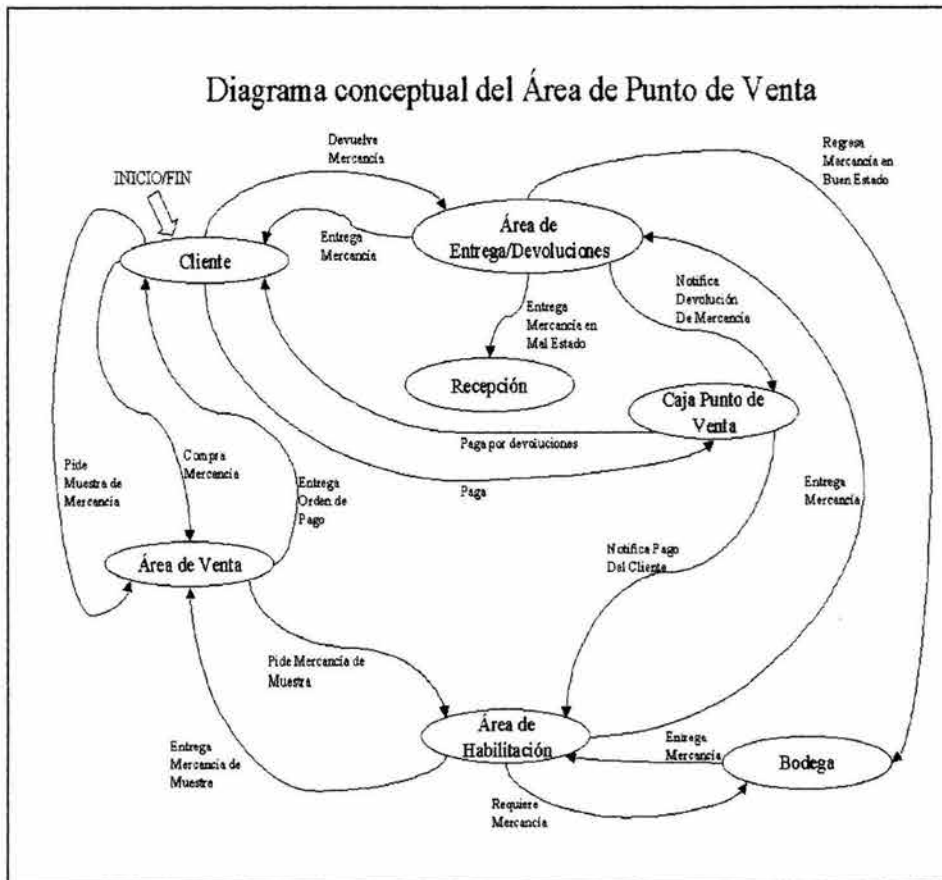 Diagrama conceptual del Área de Punto de Venta
Devuelve
Mercancía
Regresa
Mercancía en
Buen Estado
INICIO/FIN
Área de
Entrega/Devoluciones
Entrega
Mercancía
Cliente
Notifica
Devolución
De Mercancía
Entrega
Mercancía en
Mal Estado
Recepción
Caja Punto de
Venta
Paga por devoluciones
Pide
Muestra de
Mercancía
Compra
Mercancía
Entrega
Orden de
Pago
Paga
Entrega
Mercancía
Notifica Pago
Del Cliente
Área de Venta
Pide Mercancía de
Muestra
Área de
Habilitación
Entrega
Mercancía
Bodega
Entrega
Mercancía de
Muestra
Requiere
Mercancía